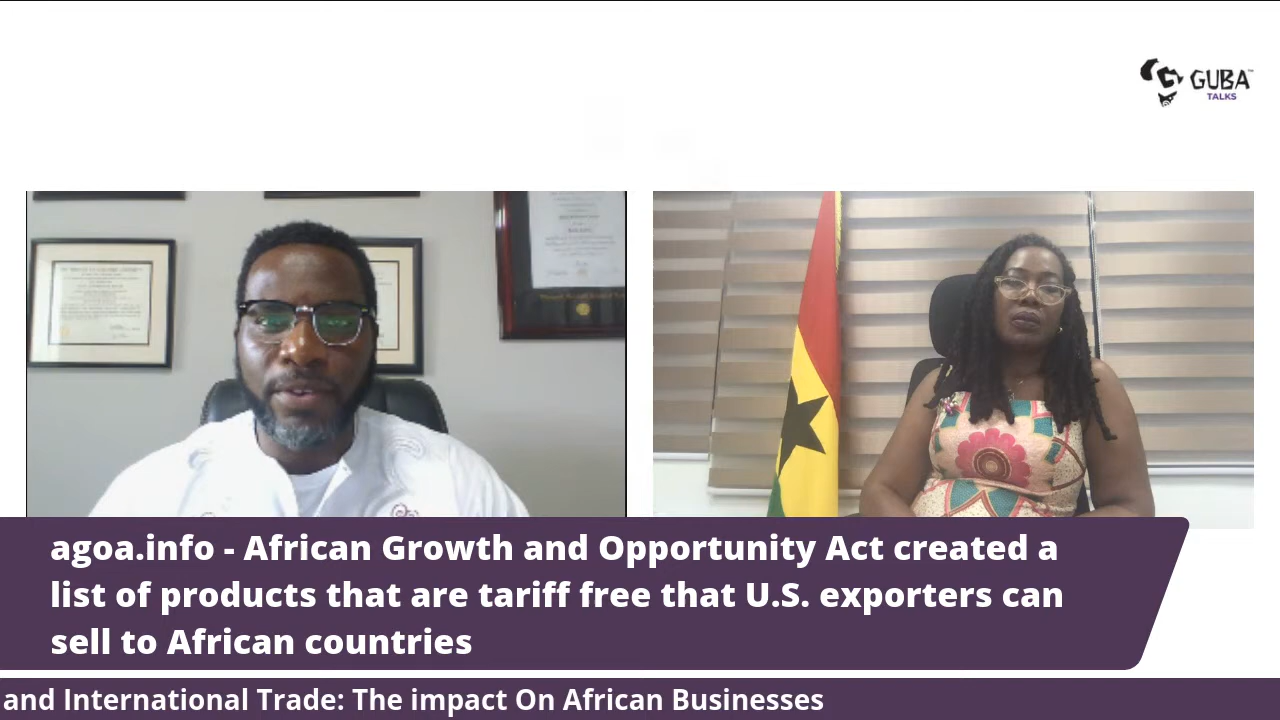 GUBA
TALKS
agoa.info - African Growth and Opportunity Act created a
list of products that are tariff free that U.S. exporters can
sell to African countries
and International Trade: The impact On African Businesses